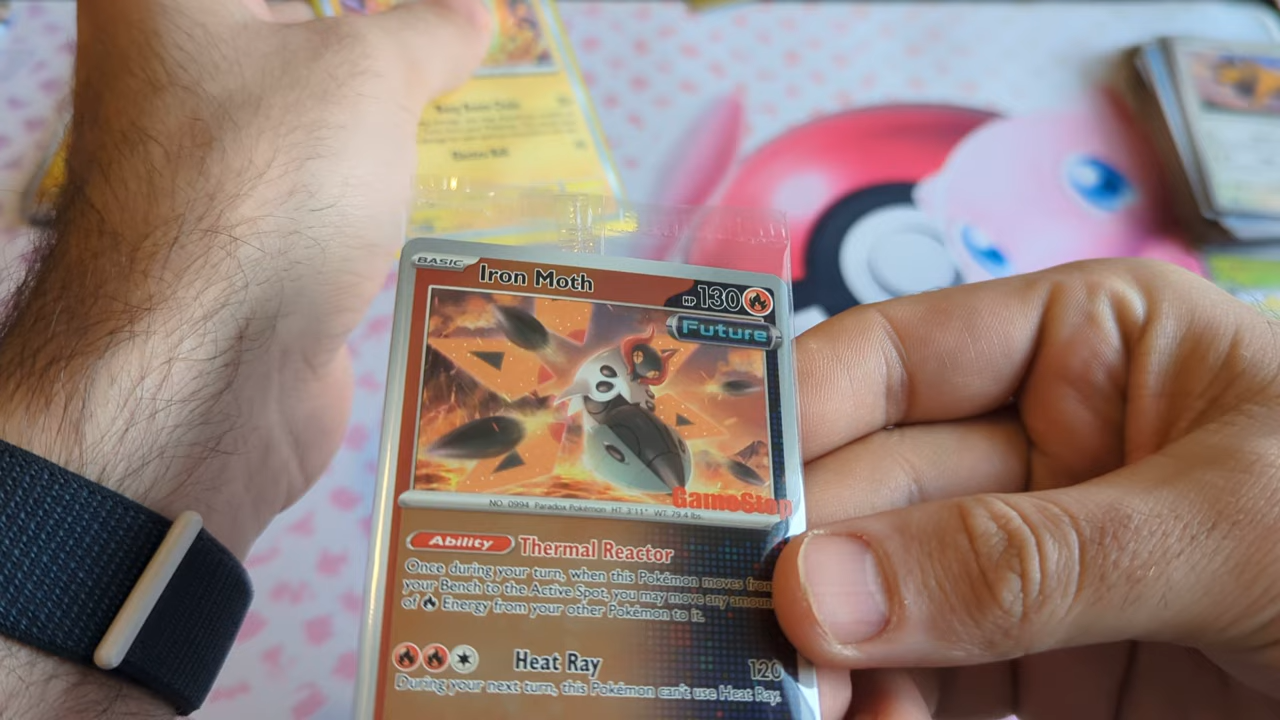 BASIC
Iron Moth
HP 130
Future
GameStop
NO. 0994 Paradox Pokémon HT: 3'11" WT: 79.4 lbs.
Ability Thermal Reactor
Once during your turn, when this Pokémon moves from
your Bench to the Active Spot, you may move any amount
of Energy from your other Pokémon to it.
Heat Ray 120
During your next turn, this Pokémon can't use Heat Ray.